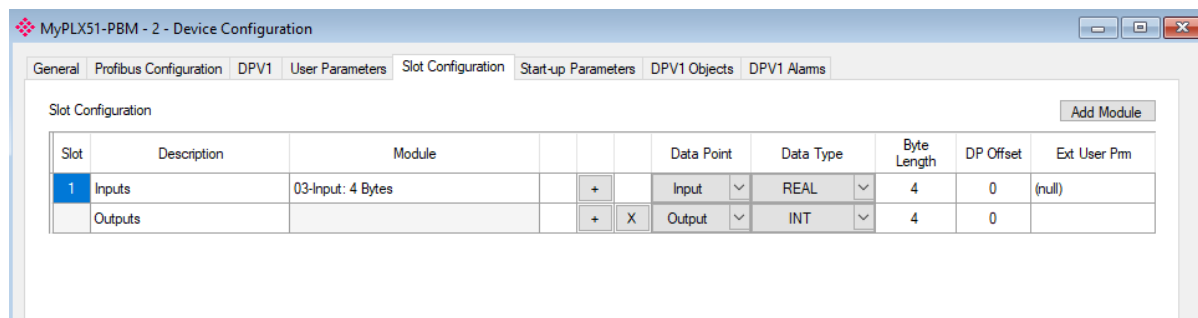 MyPLX51-PBM - 2 - Device Configuration
General Profibus Configuration DPV1 User Parameters Slot Configuration Start-up Parameters DPV1 Objects DPV1 Alarms
Slot Configuration Add Module
Slot Description Module Data Point Data Type Byte Length DP Offset Ext User Prm
1 Inputs 03-Input: 4 Bytes + Input REAL 4 0 (null)
Outputs + X Output INT 4 0